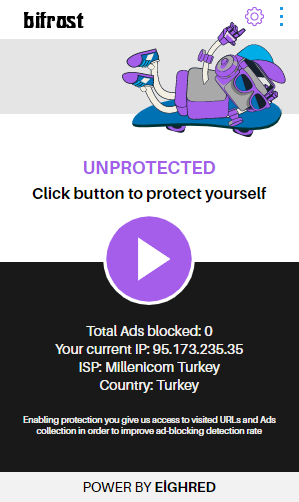 bifrost
UNPROTECTED
Click button to protect yourself
Total Ads blocked: 0
Your current IP: 95.173.235.35
ISP: Millenicom Turkey
Country: Turkey
Enabling protection you give us access to visited URLs and Ads
collection in order to improve ad-blocking detection rate
POWER BY EİGHRED